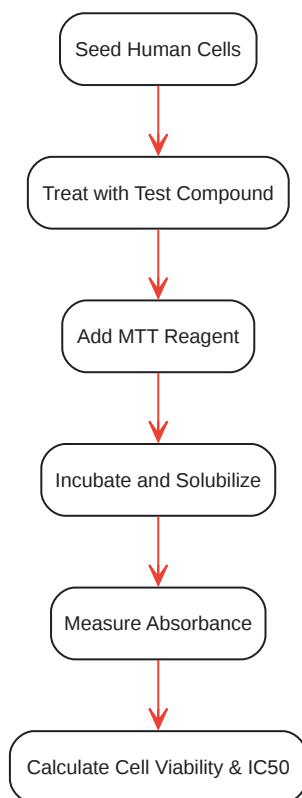 Seed Human Cells
Treat with Test Compound
Add MTT Reagent
Incubate and Solubilize
Measure Absorbance
Calculate Cell Viability & IC50